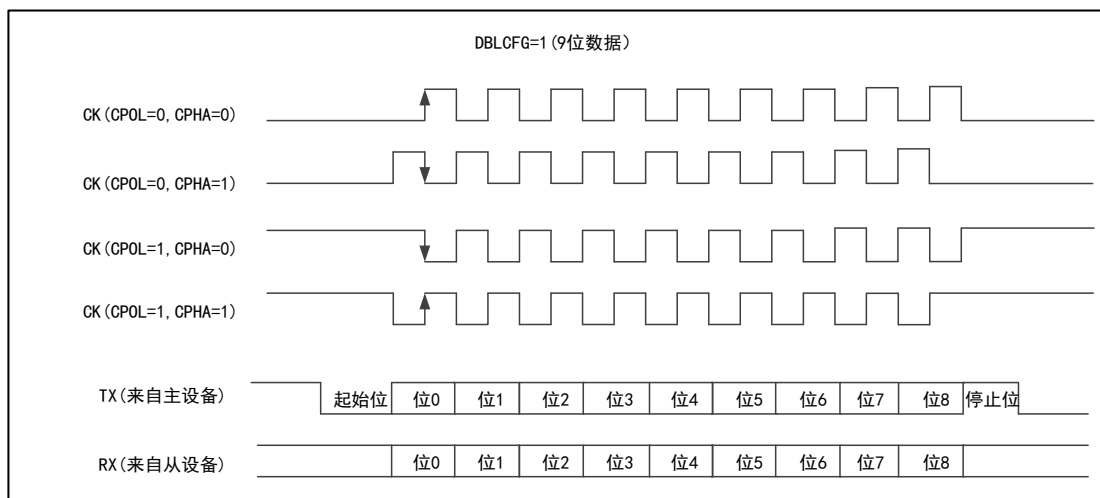 DBLCFG=1(9位数据)
CK(CPOL=0,CPHA=0)
CK(CPOL=0,CPHA=1)
CK(CPOL=1,CPHA=0)
CK(CPOL=1,CPHA=1)
TX(来自主设备) 起始位 位0 位1 位2 位3 位4 位5 位6 位7 位8 停止位
RX(来自从设备) 位0 位1 位2 位3 位4 位5 位6 位7 位8